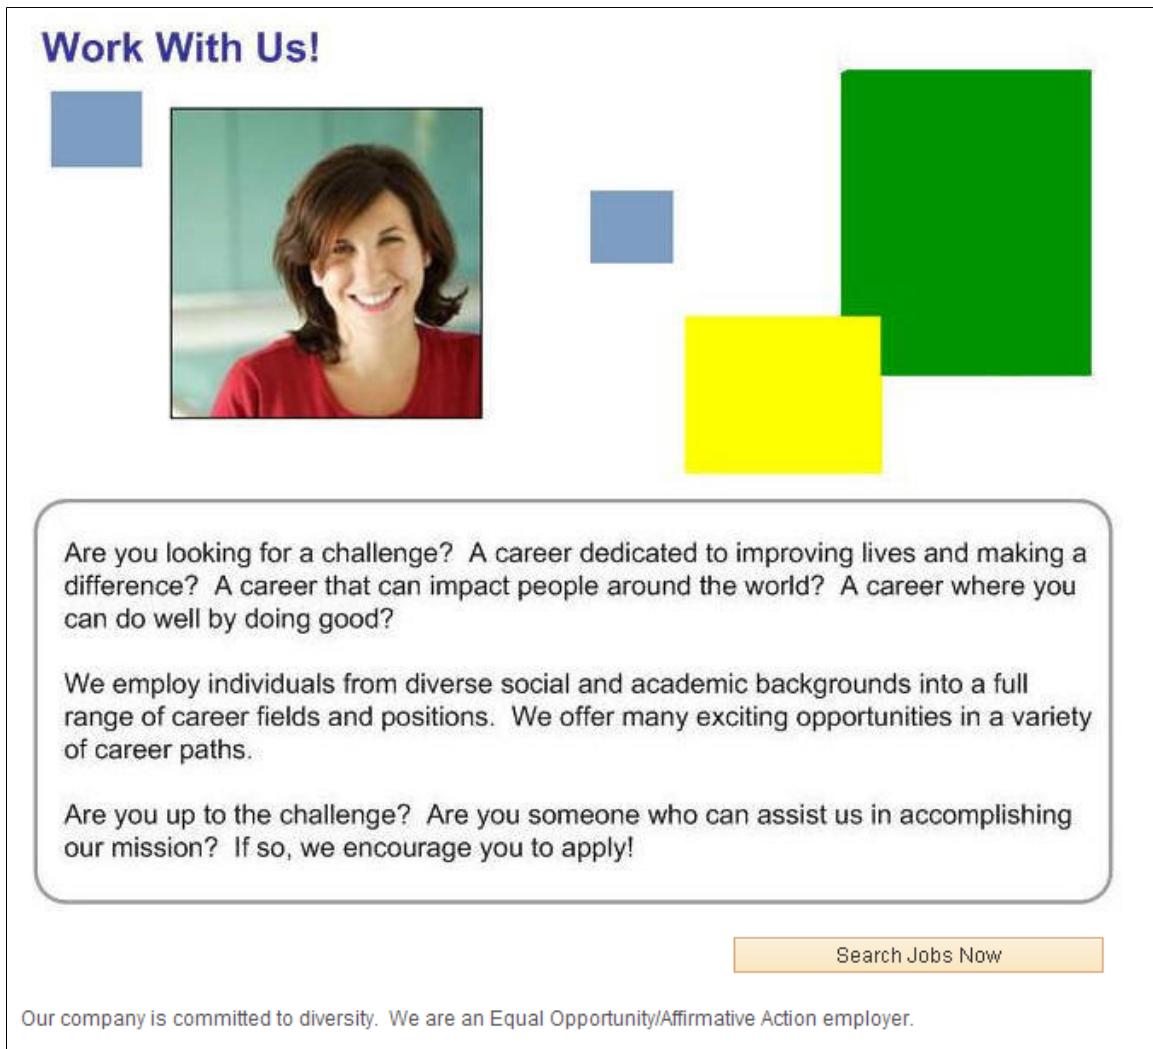 Work With Us!
Are you looking for a challenge?  A career dedicated to improving lives and making a
difference?  A career that can impact people around the world?  A career where you
can do well by doing good?
We employ individuals from diverse social and academic backgrounds into a full
range of career fields and positions.  We offer many exciting opportunities in a variety
of career paths.
Are you up to the challenge?  Are you someone who can assist us in accomplishing
our mission?  If so, we encourage you to apply!
Search Jobs Now
Our company is committed to diversity.  We are an Equal Opportunity/Affirmative Action employer.